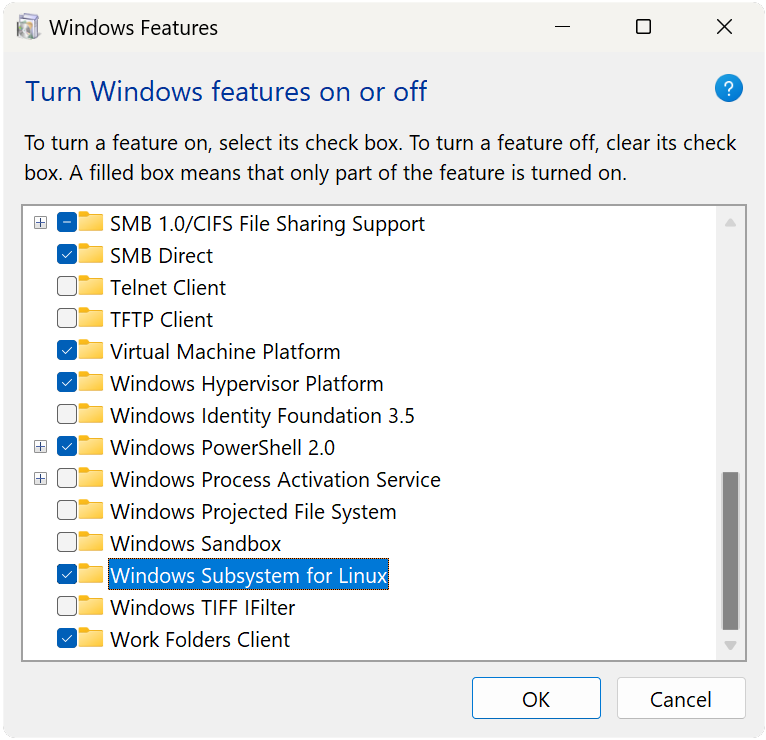 Windows Features
Turn Windows features on or off
?
To turn a feature on, select its check box. To turn a feature off, clear its check
box. A filled box means that only part of the feature is turned on.
SMB 1.0/CIFS File Sharing Support
SMB Direct
Telnet Client
TFTP Client
Virtual Machine Platform
Windows Hypervisor Platform
Windows Identity Foundation 3.5
Windows PowerShell 2.0
Windows Process Activation Service
Windows Projected File System
Windows Sandbox
Windows Subsystem for Linux
Windows TIFF IFilter
Work Folders Client
OK Cancel